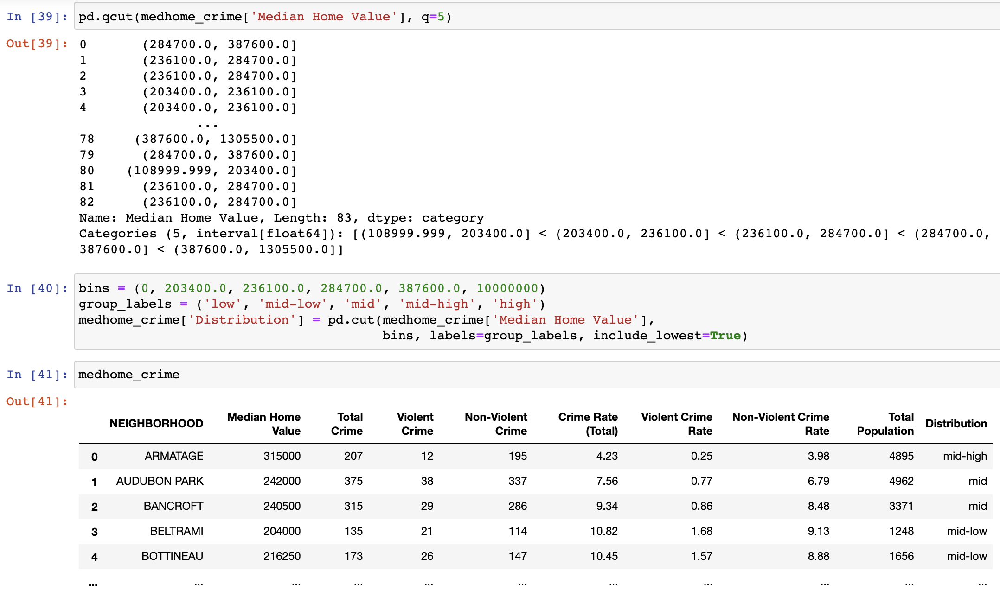 In [39]: pd.qcut(medhome_crime['Median Home Value'], q=5)
Out[39]: 0 (284700.0, 387600.0]
1 (236100.0, 284700.0]
2 (236100.0, 284700.0]
3 (203400.0, 236100.0]
4 (203400.0, 236100.0]
...
78 (387600.0, 1305500.0]
79 (284700.0, 387600.0]
80 (108999.999, 203400.0]
81 (236100.0, 284700.0]
82 (236100.0, 284700.0]
Name: Median Home Value, Length: 83, dtype: category
Categories (5, interval[float64]): [(108999.999, 203400.0] < (203400.0, 236100.0] < (236100.0, 284700.0] < (284700.0,
387600.0] < (387600.0, 1305500.0]]
In [40]: bins = (0, 203400.0, 236100.0, 284700.0, 387600.0, 10000000)
group_labels = ('low', 'mid-low', 'mid', 'mid-high', 'high')
medhome_crime['Distribution'] = pd.cut(medhome_crime['Median Home Value'],
bins, labels=group_labels, include_lowest=True)
In [41]: medhome_crime
Out[41]:
NEIGHBORHOOD Median Home Value Total Crime Violent Crime Non-Violent Crime Crime Rate (Total) Violent Crime Rate Non-Violent Crime Rate Total Population Distribution
0 ARMATAGE 315000 207 12 195 4.23 0.25 3.98 4895 mid-high
1 AUDUBON PARK 242000 375 38 337 7.56 0.77 6.79 4962 mid
2 BANCROFT 240500 315 29 286 9.34 0.86 8.48 3371 mid
3 BELTRAMI 204000 135 21 114 10.82 1.68 9.13 1248 mid-low
4 BOTTINEAU 216250 173 26 147 10.45 1.57 8.88 1656 mid-low
... ... ... ... ... ... ... ... ... ... ...